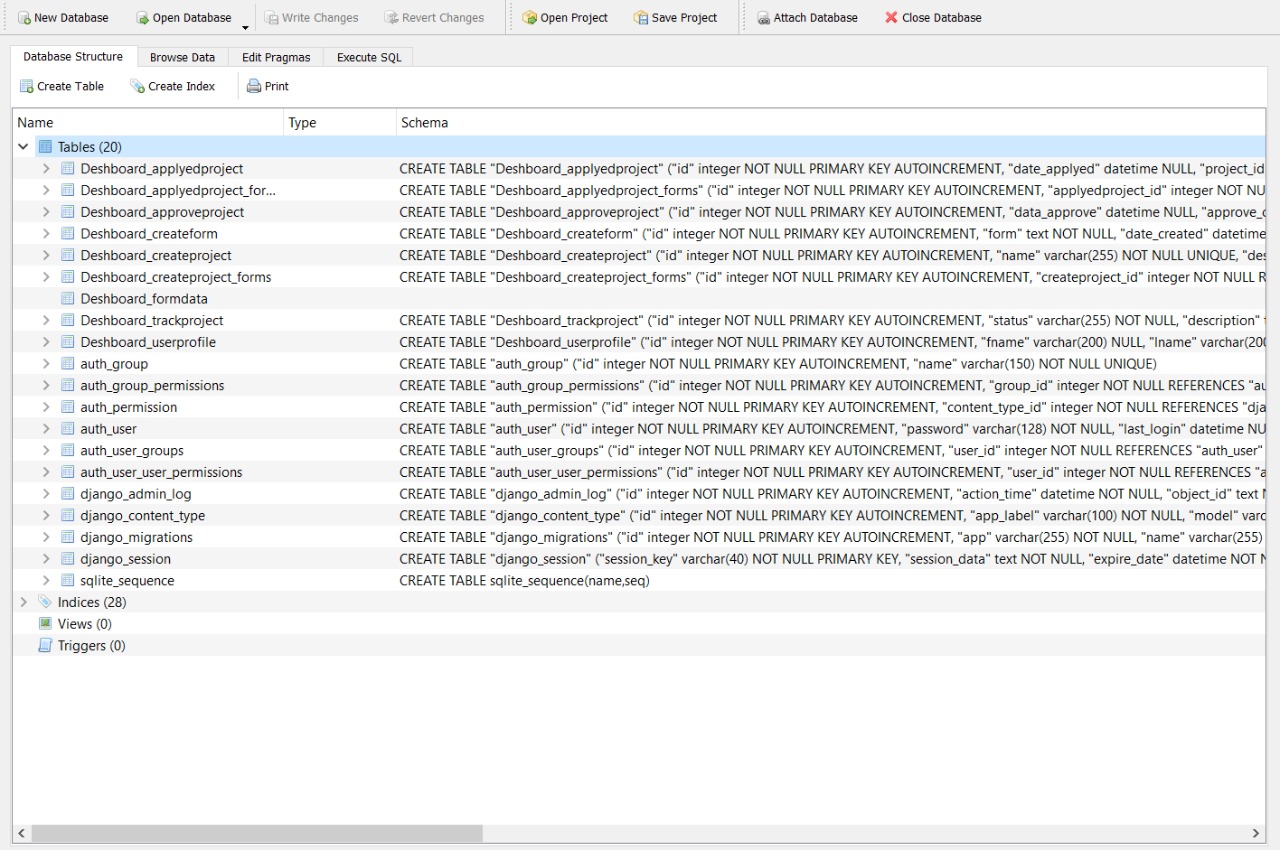 New Database Open Database Write Changes Revert Changes Open Project Save Project Attach Database Close Database
Database Structure Browse Data Edit Pragmas Execute SQL
Create Table Create Index Print
Name Type Schema
Tables (20)
Deshboard_applyedproject CREATE TABLE "Deshboard_applyedproject" ("id" integer NOT NULL PRIMARY KEY AUTOINCREMENT, "date_applyed" datetime NULL, "project_id
Deshboard_applyedproject_for... CREATE TABLE "Deshboard_applyedproject_forms" ("id" integer NOT NULL PRIMARY KEY AUTOINCREMENT, "applyedproject_id" integer NOT NU
Deshboard_approveproject CREATE TABLE "Deshboard_approveproject" ("id" integer NOT NULL PRIMARY KEY AUTOINCREMENT, "data_approve" datetime NULL, "approve_c
Deshboard_createform CREATE TABLE "Deshboard_createform" ("id" integer NOT NULL PRIMARY KEY AUTOINCREMENT, "form" text NOT NULL, "date_created" datetime
Deshboard_createproject CREATE TABLE "Deshboard_createproject" ("id" integer NOT NULL PRIMARY KEY AUTOINCREMENT, "name" varchar(255) NOT NULL UNIQUE, "des
Deshboard_createproject_forms CREATE TABLE "Deshboard_createproject_forms" ("id" integer NOT NULL PRIMARY KEY AUTOINCREMENT, "createproject_id" integer NOT NULL R
Deshboard_formdata
Deshboard_trackproject CREATE TABLE "Deshboard_trackproject" ("id" integer NOT NULL PRIMARY KEY AUTOINCREMENT, "status" varchar(255) NOT NULL, "description" t
Deshboard_userprofile CREATE TABLE "Deshboard_userprofile" ("id" integer NOT NULL PRIMARY KEY AUTOINCREMENT, "fname" varchar(200) NULL, "lname" varchar(200
auth_group CREATE TABLE "auth_group" ("id" integer NOT NULL PRIMARY KEY AUTOINCREMENT, "name" varchar(150) NOT NULL UNIQUE)
auth_group_permissions CREATE TABLE "auth_group_permissions" ("id" integer NOT NULL PRIMARY KEY AUTOINCREMENT, "group_id" integer NOT NULL REFERENCES "au
auth_permission CREATE TABLE "auth_permission" ("id" integer NOT NULL PRIMARY KEY AUTOINCREMENT, "content_type_id" integer NOT NULL REFERENCES "dja
auth_user CREATE TABLE "auth_user" ("id" integer NOT NULL PRIMARY KEY AUTOINCREMENT, "password" varchar(128) NOT NULL, "last_login" datetime NU
auth_user_groups CREATE TABLE "auth_user_groups" ("id" integer NOT NULL PRIMARY KEY AUTOINCREMENT, "user_id" integer NOT NULL REFERENCES "auth_user"
auth_user_user_permissions CREATE TABLE "auth_user_user_permissions" ("id" integer NOT NULL PRIMARY KEY AUTOINCREMENT, "user_id" integer NOT NULL REFERENCES "a
django_admin_log CREATE TABLE "django_admin_log" ("id" integer NOT NULL PRIMARY KEY AUTOINCREMENT, "action_time" datetime NOT NULL, "object_id" text N
django_content_type CREATE TABLE "django_content_type" ("id" integer NOT NULL PRIMARY KEY AUTOINCREMENT, "app_label" varchar(100) NOT NULL, "model" varc
django_migrations CREATE TABLE "django_migrations" ("id" integer NOT NULL PRIMARY KEY AUTOINCREMENT, "app" varchar(255) NOT NULL, "name" varchar(255)
django_session CREATE TABLE "django_session" ("session_key" varchar(40) NOT NULL PRIMARY KEY, "session_data" text NOT NULL, "expire_date" datetime NOT N
sqlite_sequence CREATE TABLE sqlite_sequence(name,seq)
Indices (28)
Views (0)
Triggers (0)